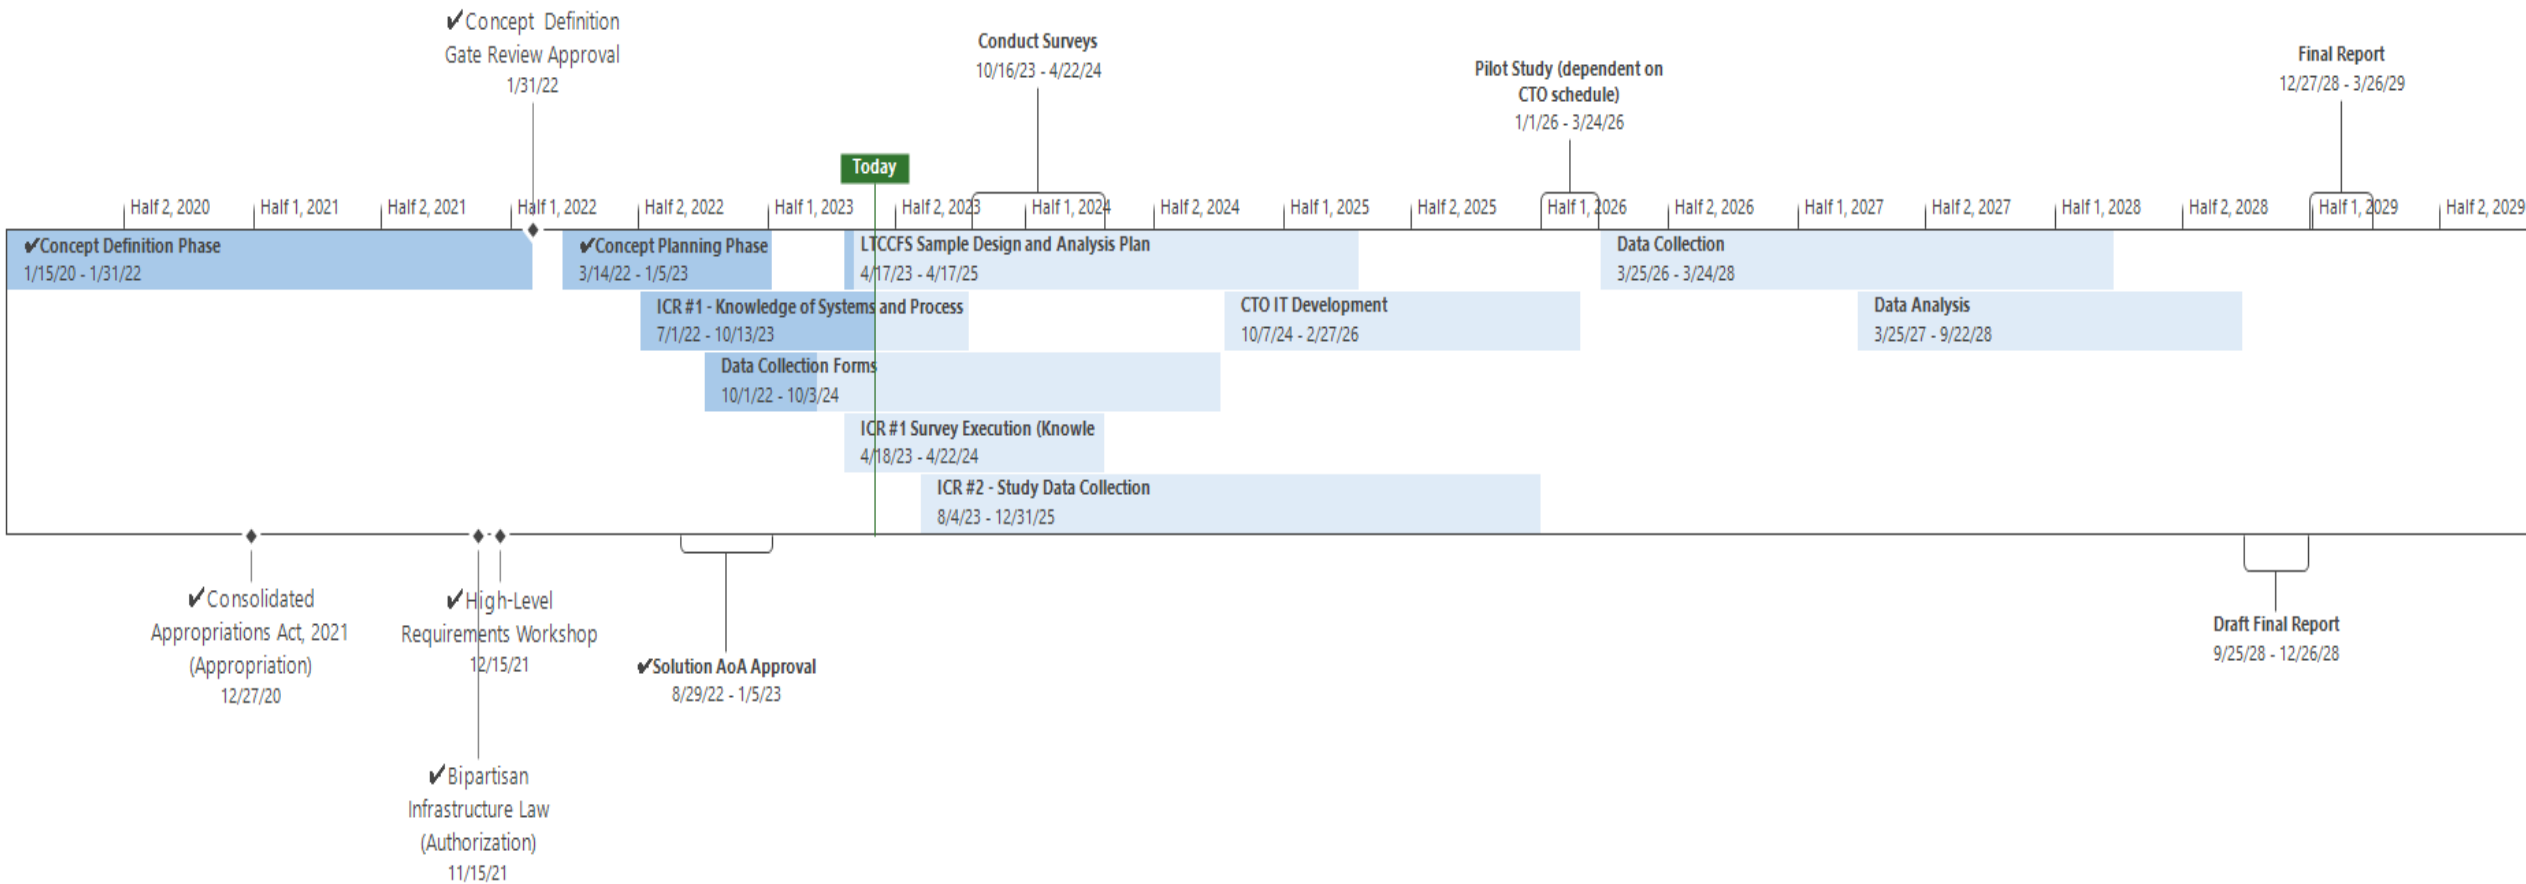 ✔Concept Definition
Gate Review Approval
1/31/22
Conduct Surveys
10/16/23 - 4/22/24
Pilot Study (dependent on
CTO schedule)
1/1/26 - 3/24/26
Final Report
12/27/28 - 3/26/29
Today
Half 2, 2020
Half 1, 2021
Half 2, 2021
Half 1, 2022
Half 2, 2022
Half 1, 2023
Half 2, 2023
Half 1, 2024
Half 2, 2024
Half 1, 2025
Half 2, 2025
Half 1, 2026
Half 2, 2026
Half 1, 2027
Half 2, 2027
Half 1, 2028
Half 2, 2028
Half 1, 2029
Half 2, 2029
✔Concept Definition Phase
1/15/20 - 1/31/22
✔Concept Planning Phase
3/14/22 - 1/5/23
LTCCFS Sample Design and Analysis Plan
4/17/23 - 4/17/25
Data Collection
3/25/26 - 3/24/28
ICR #1 - Knowledge of Systems and Process
7/1/22 - 10/13/23
CTO IT Development
10/7/24 - 2/27/26
Data Analysis
3/25/27 - 9/22/28
Data Collection Forms
10/1/22 - 10/3/24
ICR #1 Survey Execution (Knowle
4/18/23 - 4/22/24
ICR #2 - Study Data Collection
8/4/23 - 12/31/25
✔Consolidated
Appropriations Act, 2021
(Appropriation)
12/27/20
✔High-Level
Requirements Workshop
12/15/21
✔Solution AoA Approval
8/29/22 - 1/5/23
Draft Final Report
9/25/28 - 12/26/28
✔Bipartisan
Infrastructure Law
(Authorization)
11/15/21